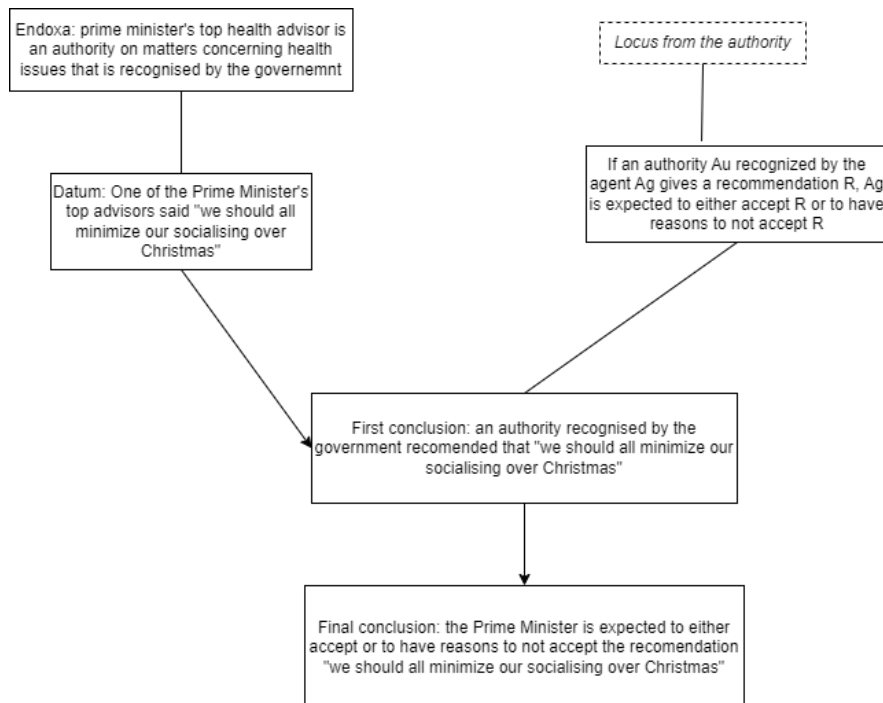 Endoxa: prime minister's top health advisor is
an authority on matters concerning health
issues that is recognised by the governemnt
Locus from the authority
If an authority Au recognized by the
agent Ag gives a recommendation R, Ag
is expected to either accept R or to have
reasons to not accept R
Datum: One of the Prime Minister's
top advisors said "we should all
minimize our socialising over
Christmas"
First conclusion: an authority recognised by the
government recomended that "we should all minimize our
socialising over Christmas"
Final conclusion: the Prime Minister is expected to either
accept or to have reasons to not accept the recomendation
"we should all minimize our socialising over Christmas"